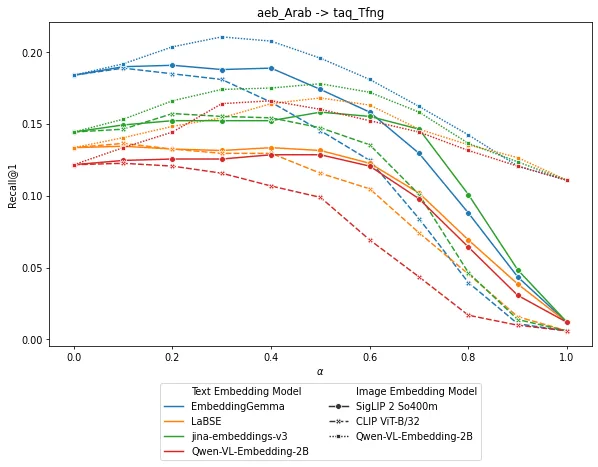 aeb_Arab -> taq_Tfng
Recall@1
0.20
0.15
0.10
0.05
0.00
0.0 0.2 0.4 0.6 0.8 1.0
α
Text Embedding Model
EmbeddingGemma
LaBSE
jina-embeddings-v3
Qwen-VL-Embedding-2B
Image Embedding Model
SigLIP 2 So400m
CLIP ViT-B/32
Qwen-VL-Embedding-2B